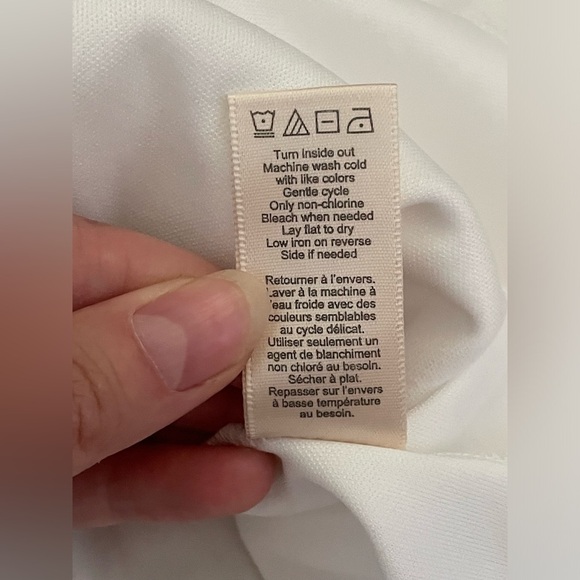 Turn inside out
Machine wash cold
with like colors
Gentle cycle
Only non-chlorine
Bleach when needed
Lay flat to dry
Low iron on reverse
Side if needed
Retourner à l'envers.
Laver à la machine à
l'eau froide avec des
couleurs semblables
au cycle délicat.
Utiliser seulement un
agent de blanchiment
non chloré au besoin.
Sécher à plat.
Repasser sur l'envers
à basse température
au besoin.